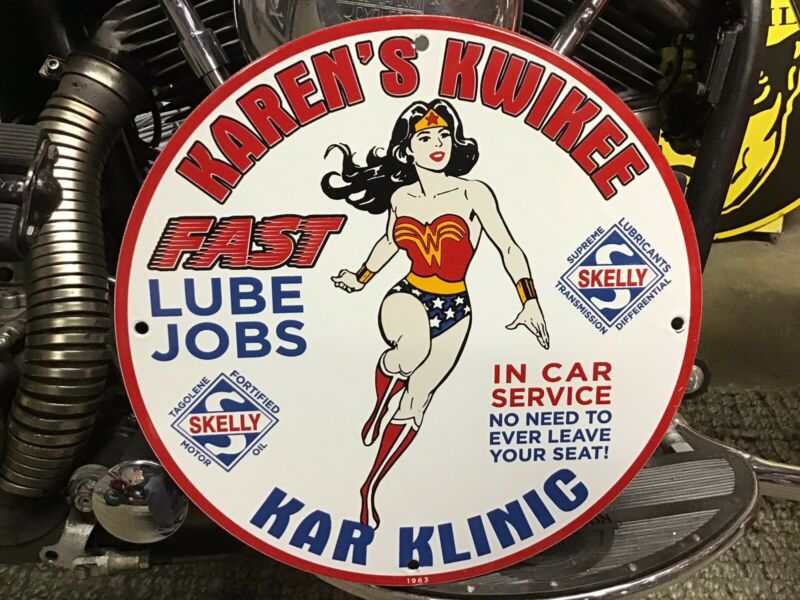 KAREN'S KWIKEE
FAST
LUBE
JOBS
SUPREME LUBRICANTS
SKELLY
TRANSMISSION DIFFERENTIAL
TAGOLENE FORTIFIED
SKELLY
MOTOR OIL
IN CAR
SERVICE
NO NEED TO
EVER LEAVE
YOUR SEAT!
KAR KLINIC
1963